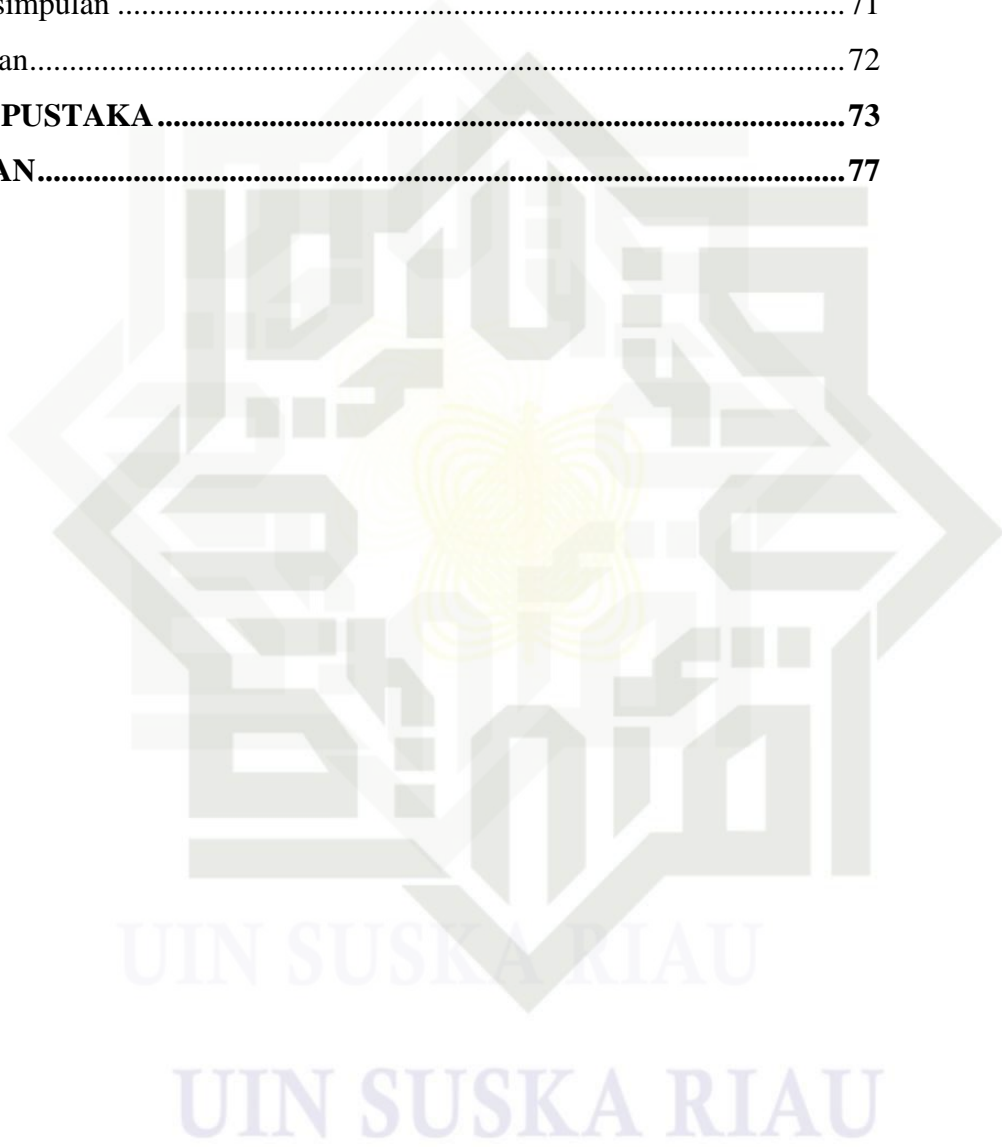 simpulan ........................................................................................... 71
an...................................................................................................... 72
PUSTAKA...................................................................................... 73
AN..................................................................................................... 77
UIN SUSKA RIAU
UIN SUSKA RIAU